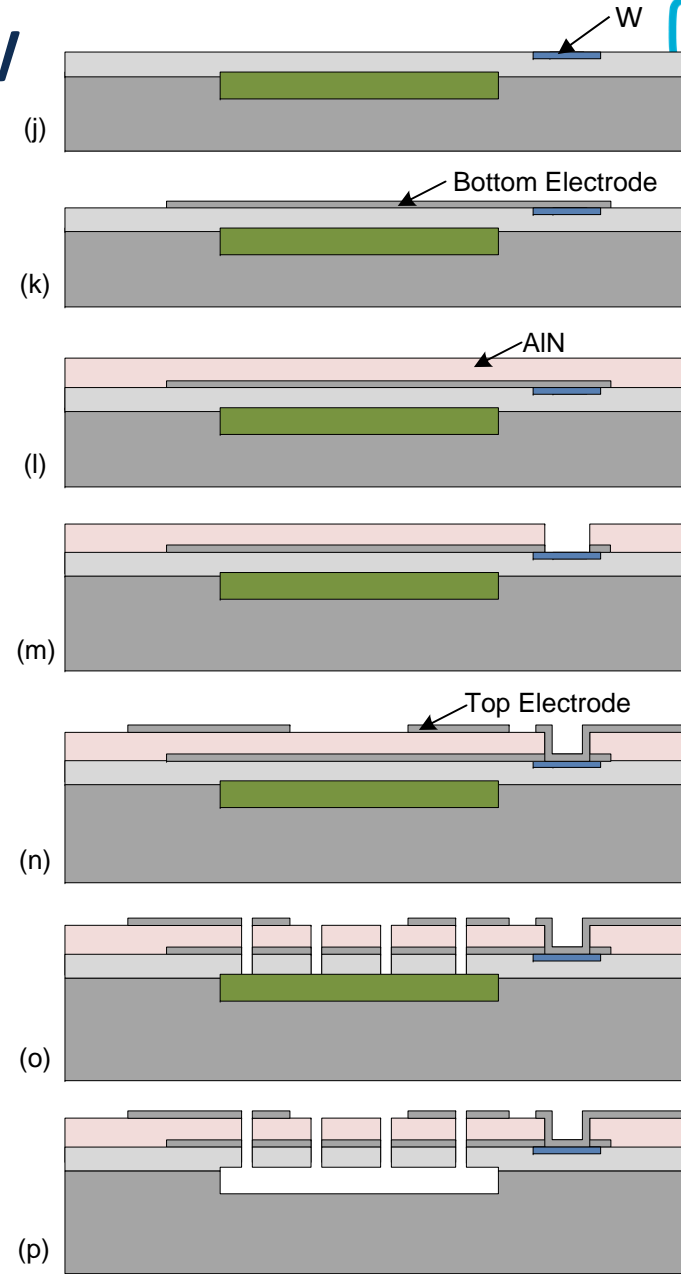 W
(j)
Bottom Electrode
(k)
AlN
(l)
(m)
Top Electrode
(n)
(o)
(p)